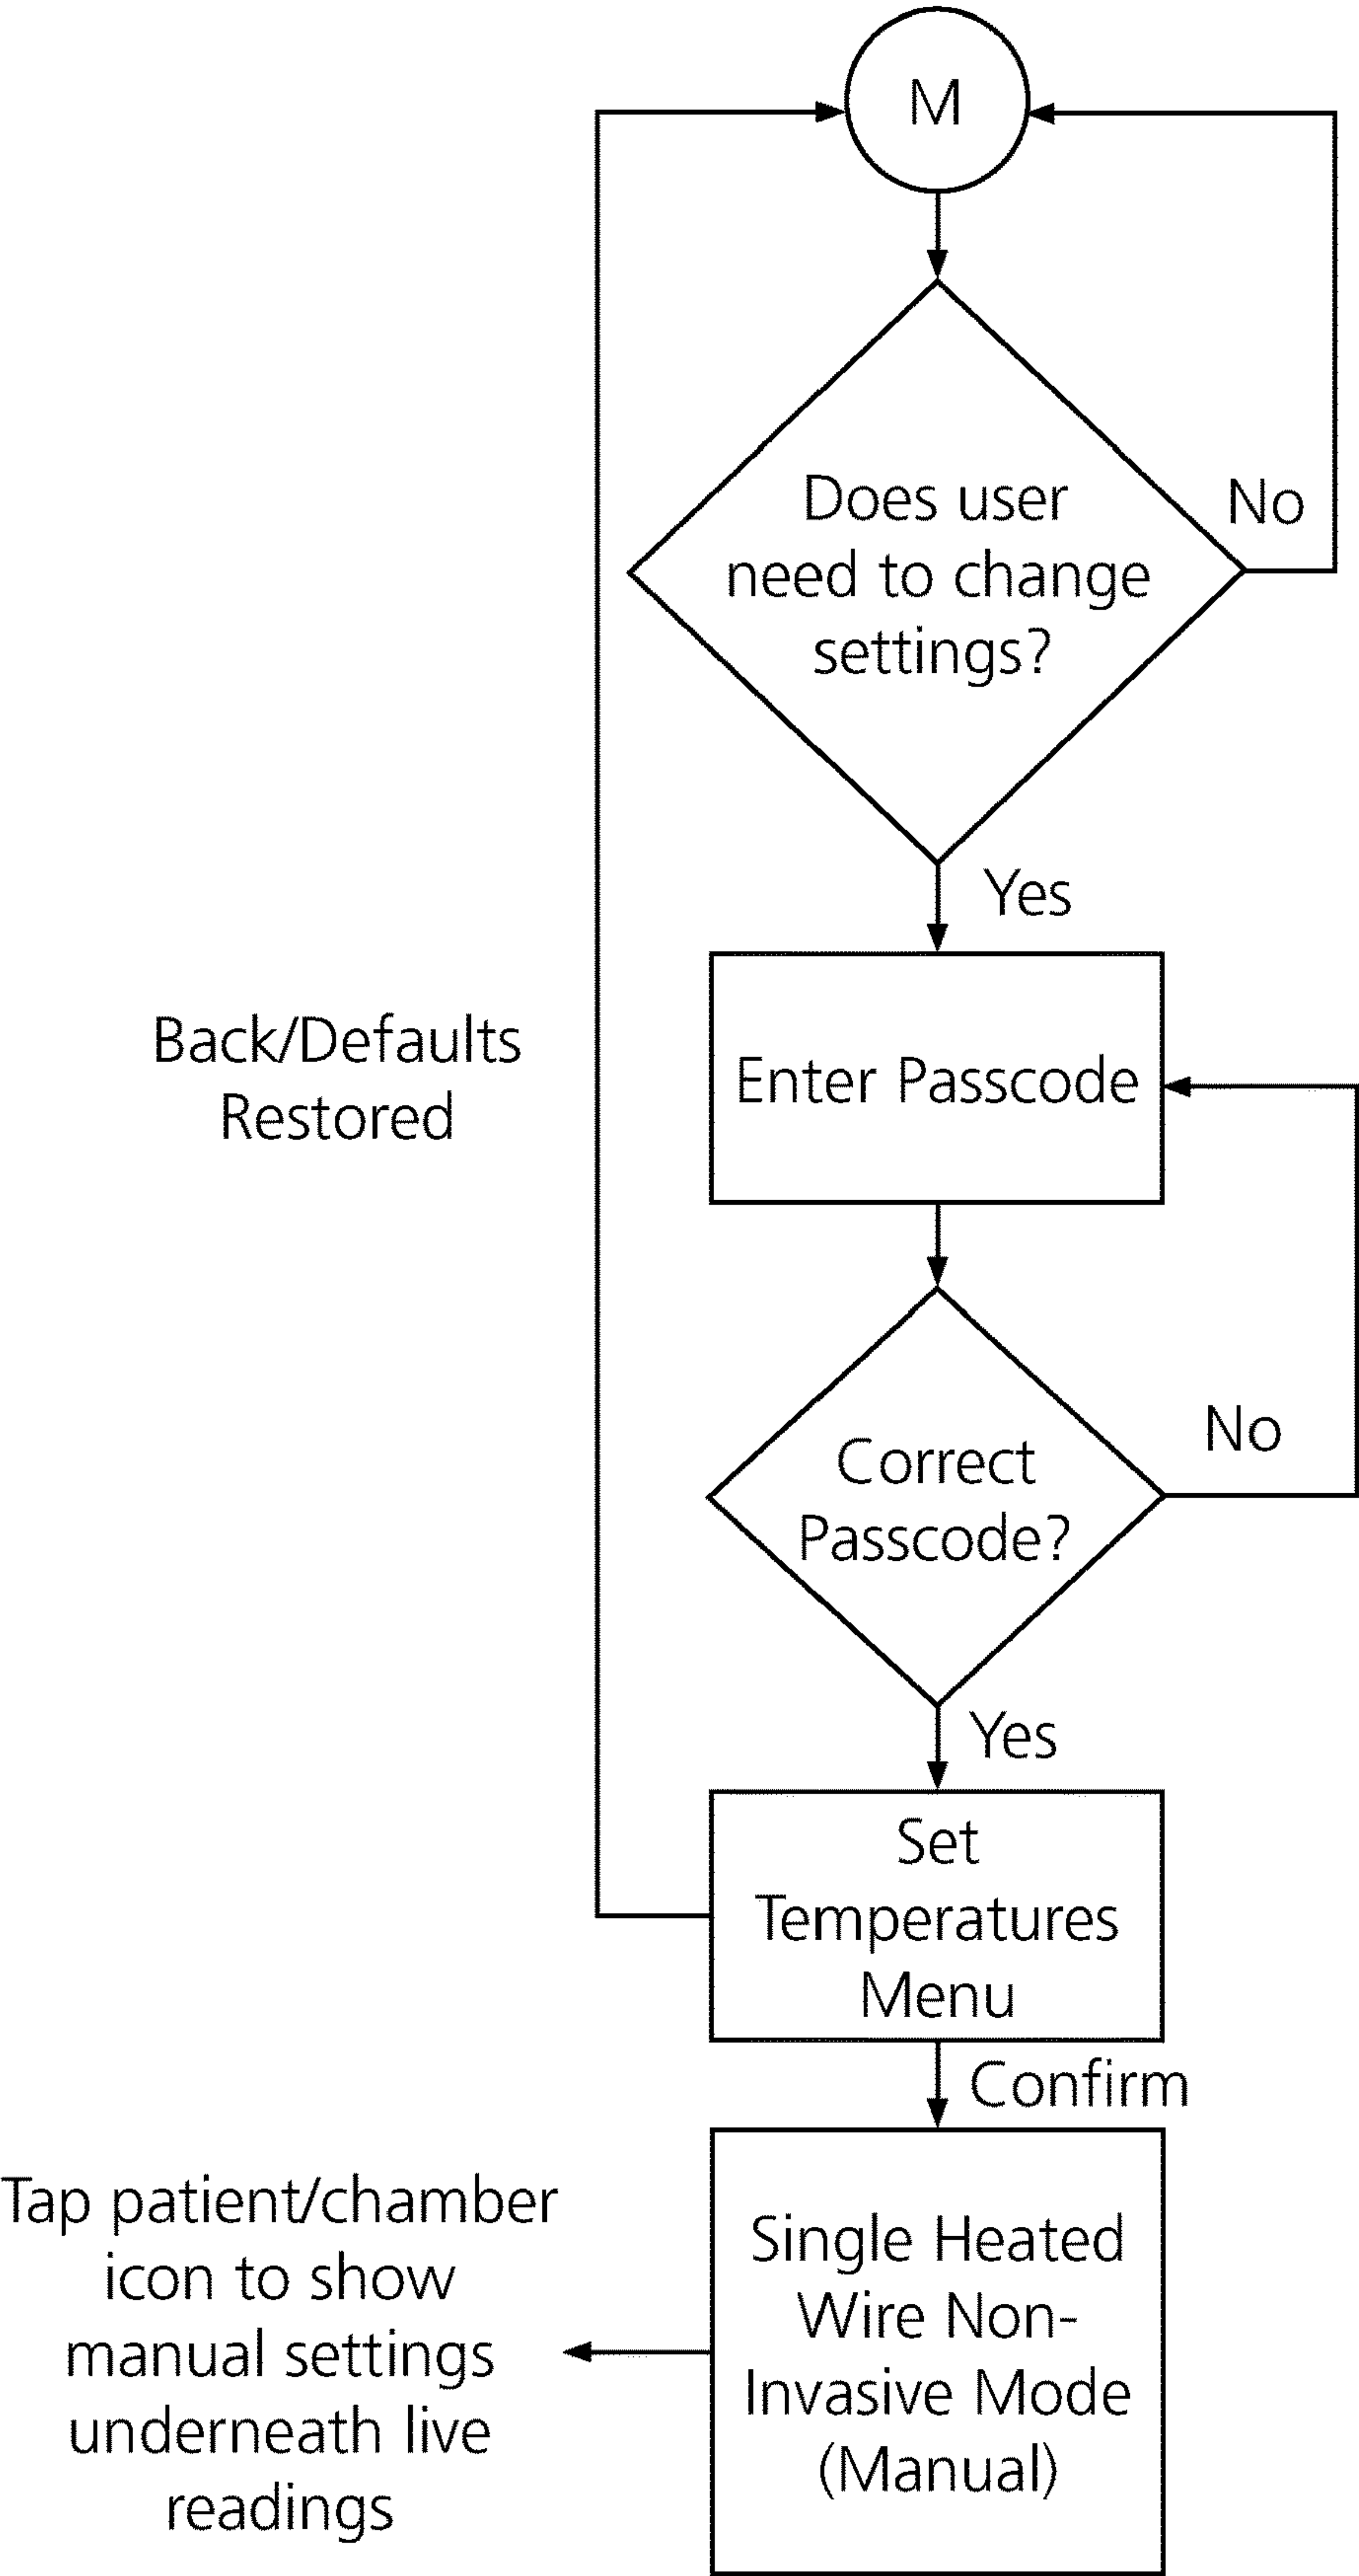 M
Does user
need to change
settings?
No
Yes
Back/Defaults
Restored
Enter Passcode
Correct
Passcode?
No
Yes
Set
Temperatures
Menu
Confirm
Tap patient/chamber
icon to show
manual settings
underneath live
readings
Single Heated
Wire Non-
Invasive Mode
(Manual)